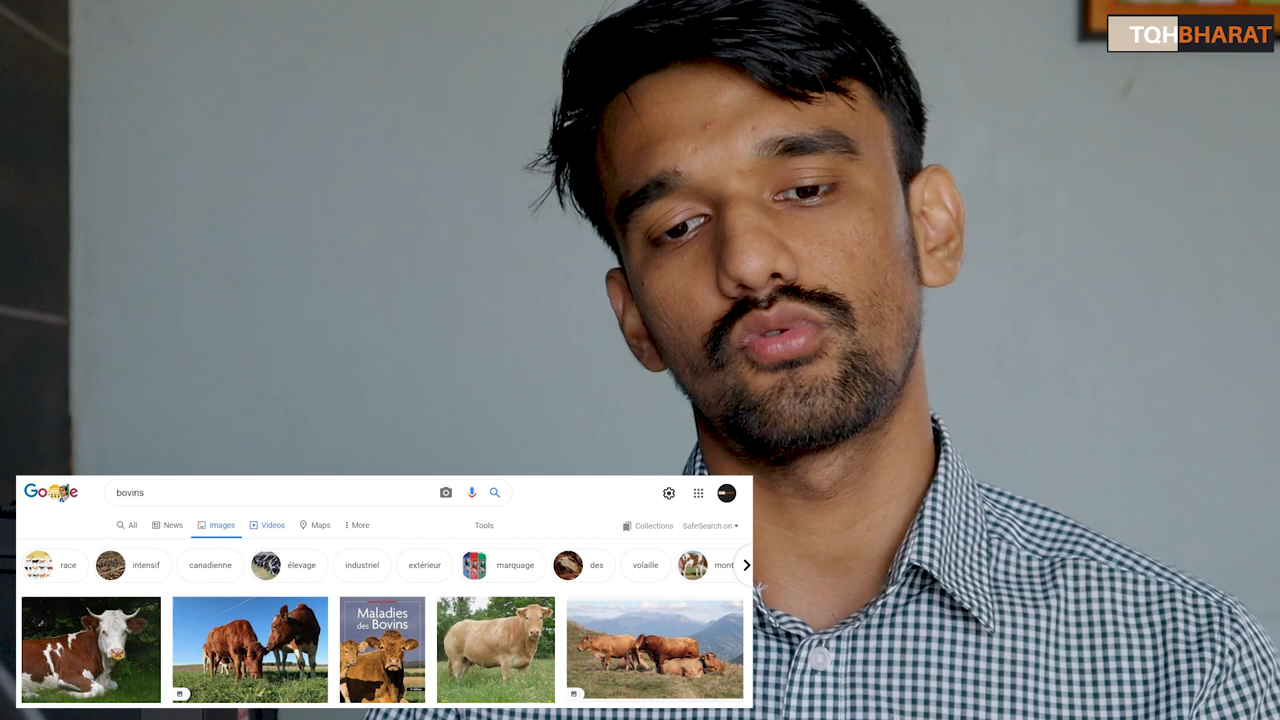 TQHBHARAT
Google
bovins
All News Images Videos Maps More Tools Collections SafeSearch on
race intensif canadienne élevage industriel extérieur marquage des volaille mont
Maladies
des Bovins